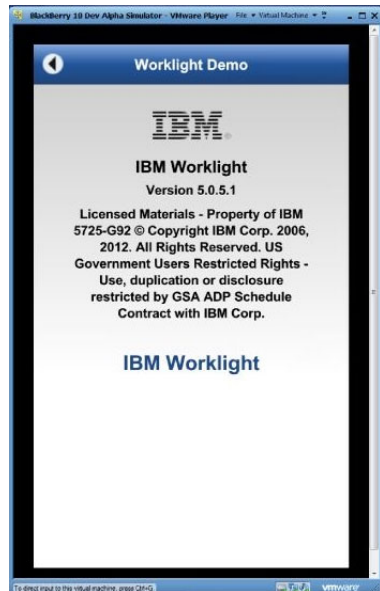 BlackBerry 10 Dev Alpha Simulator - VMware Player File Virtual Machine
Worklight Demo
IBM
IBM Worklight
Version 5.0.5.1
Licensed Materials - Property of IBM
5725-G92 © Copyright IBM Corp. 2006,
2012. All Rights Reserved. US
Government Users Restricted Rights -
Use, duplication or disclosure
restricted by GSA ADP Schedule
Contract with IBM Corp.
IBM Worklight
To direct input to this virtual machine, press Ctrl+G.
vmware